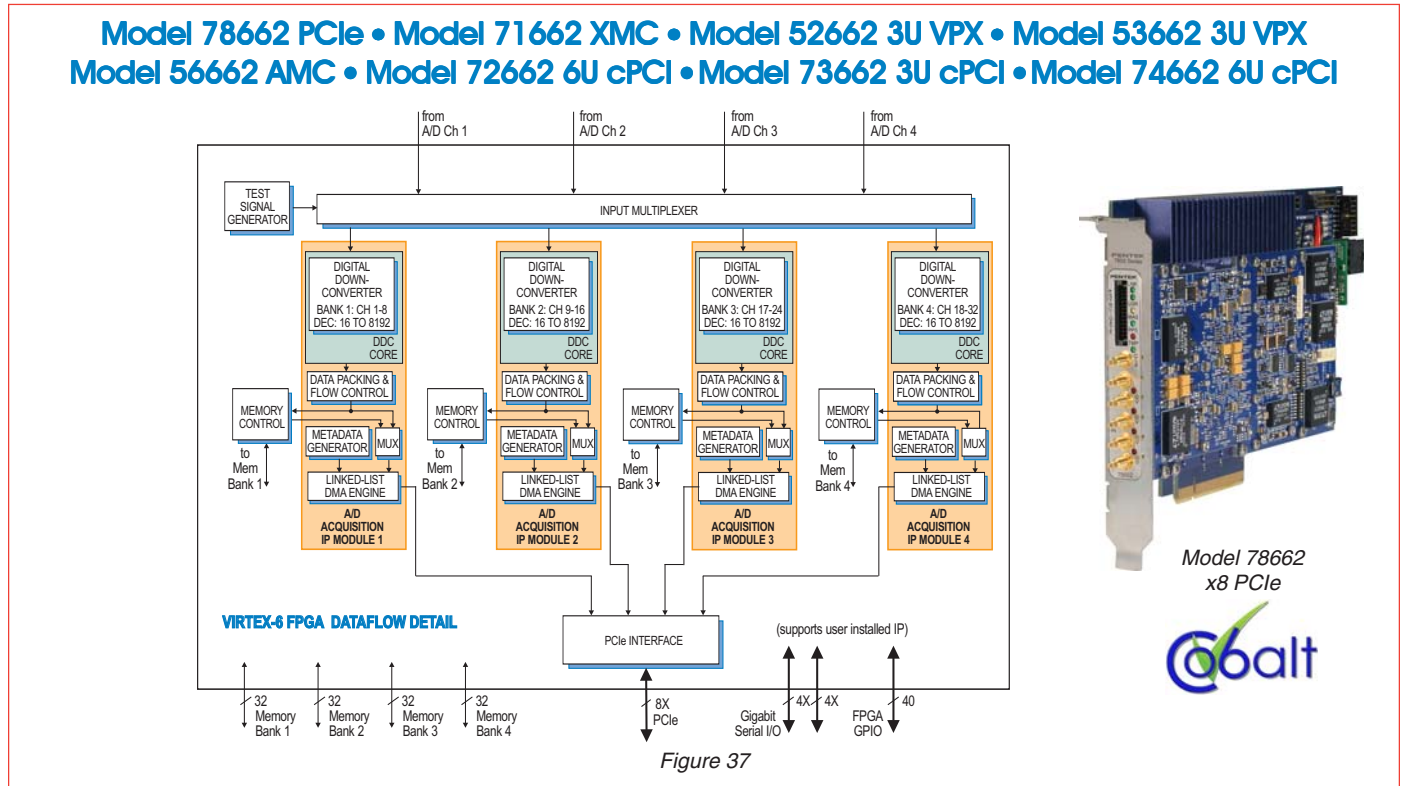 Model 78662 PCIe • Model 71662 XMC • Model 52662 3U VPX • Model 53662 3U VPX
Model 56662 AMC • Model 72662 6U cPCI • Model 73662 3U cPCI • Model 74662 6U cPCI
from
A/D Ch 1
from
A/D Ch 2
from
A/D Ch 3
from
A/D Ch 4
TEST
SIGNAL
GENERATOR
INPUT MULTIPLEXER
DIGITAL
DOWN-
CONVERTER
BANK 1: CH 1-8
DEC: 16 TO 8192
DDC
CORE
DATA PACKING &
FLOW CONTROL
MEMORY
CONTROL
METADATA
GENERATOR
MUX
to
Mem
Bank 1
LINKED-LIST
DMA ENGINE
A/D
ACQUISITION
IP MODULE 1
DIGITAL
DOWN-
CONVERTER
BANK 2: CH 9-16
DEC: 16 TO 8192
DDC
CORE
DATA PACKING &
FLOW CONTROL
MEMORY
CONTROL
METADATA
GENERATOR
MUX
to
Mem
Bank 2
LINKED-LIST
DMA ENGINE
A/D
ACQUISITION
IP MODULE 2
DIGITAL
DOWN-
CONVERTER
BANK 3: CH 17-24
DEC: 16 TO 8192
DDC
CORE
DATA PACKING &
FLOW CONTROL
MEMORY
CONTROL
METADATA
GENERATOR
MUX
to
Mem
Bank 3
LINKED-LIST
DMA ENGINE
A/D
ACQUISITION
IP MODULE 3
DIGITAL
DOWN-
CONVERTER
BANK 4: CH 18-32
DEC: 16 TO 8192
DDC
CORE
DATA PACKING &
FLOW CONTROL
MEMORY
CONTROL
METADATA
GENERATOR
MUX
to
Mem
Bank 4
LINKED-LIST
DMA ENGINE
A/D
ACQUISITION
IP MODULE 4
VIRTEX-6 FPGA DATAFLOW DETAIL
PCIe INTERFACE
(supports user installed IP)
32
Memory
Bank 1
32
Memory
Bank 2
32
Memory
Bank 3
32
Memory
Bank 4
8X
PCIe
Gigabit
Serial I/O
4X
4X
FPGA
GPIO
40
Figure 37
PENTEK
PENTEK
Model 78662
x8 PCIe
Cobalt